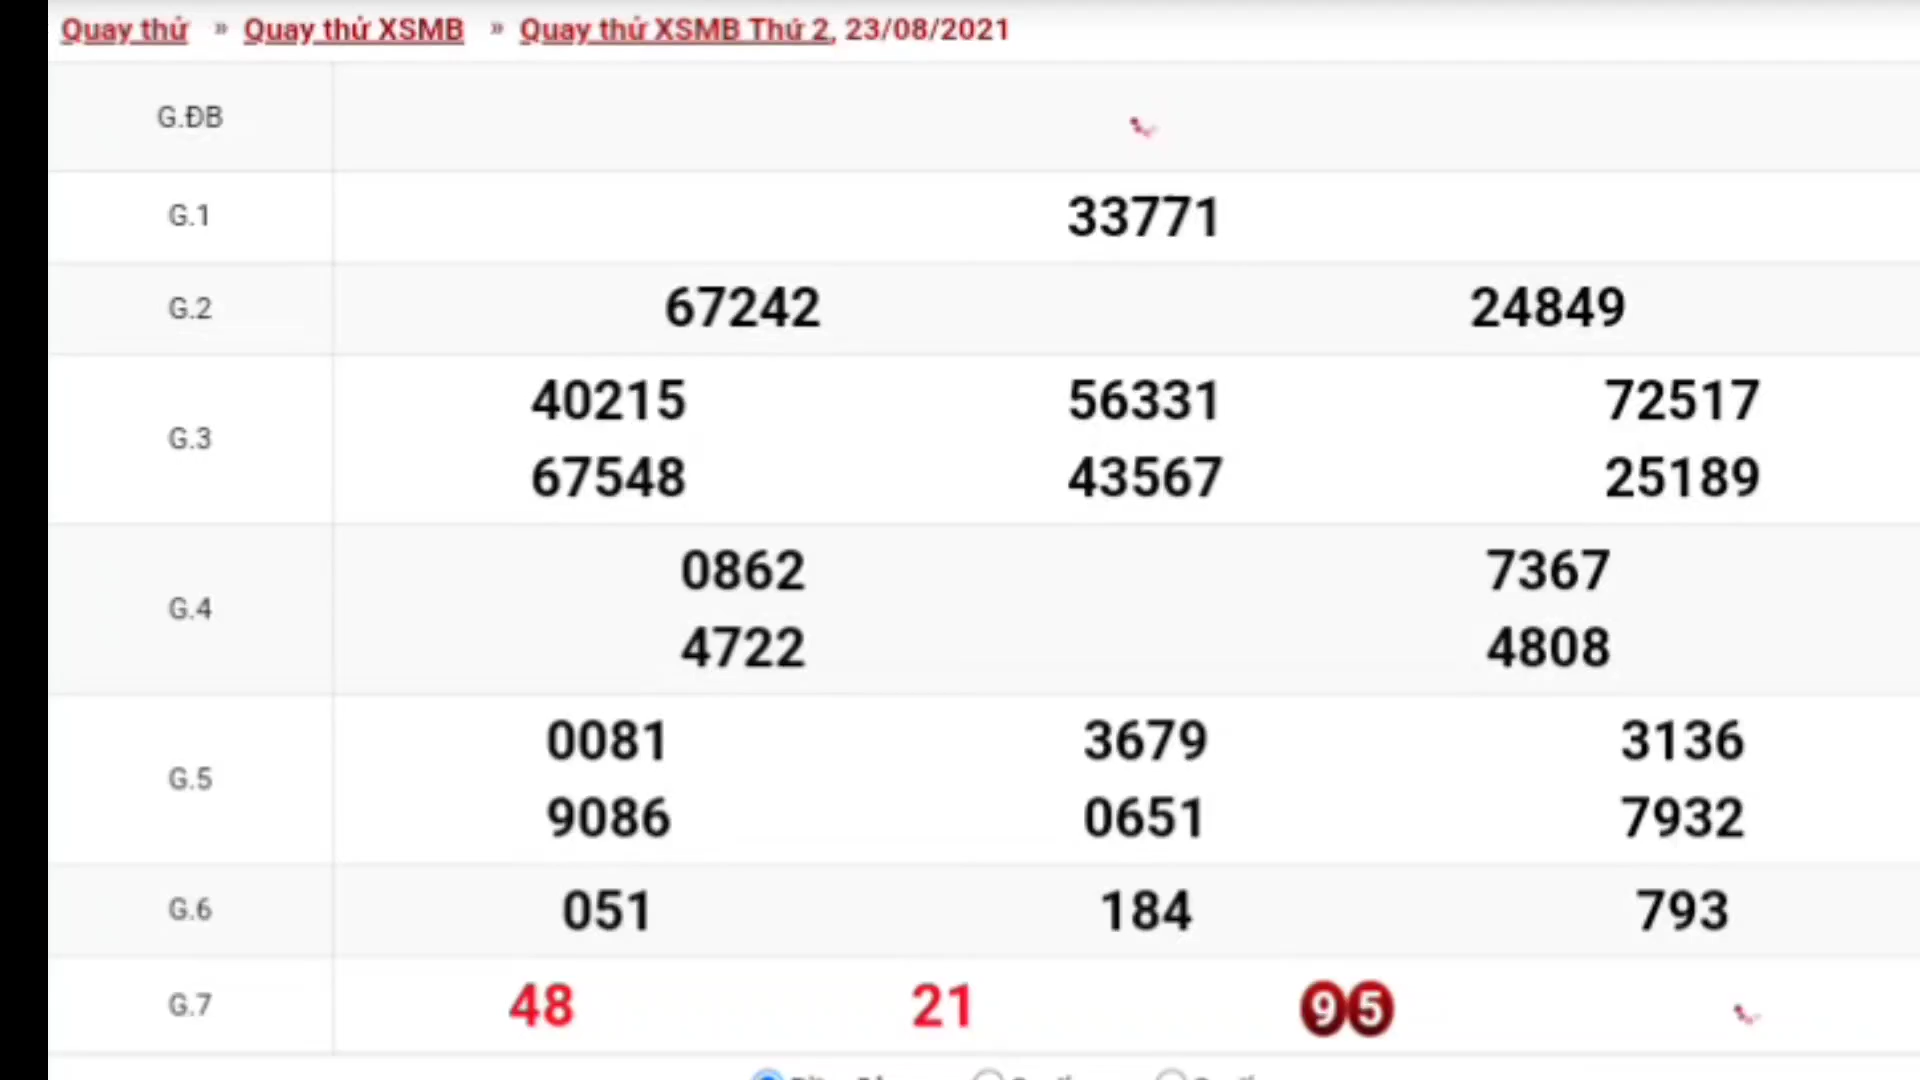 Quay thử » Quay thử XSMB » Quay thử XSMB Thứ 2, 23/08/2021
G.ĐB
G.1 33771
G.2 67242 24849
G.3 40215 56331 72517
67548 43567 25189
G.4 0862 7367
4722 4808
G.5 0081 3679 3136
9086 0651 7932
G.6 051 184 793
G.7 48 21 95